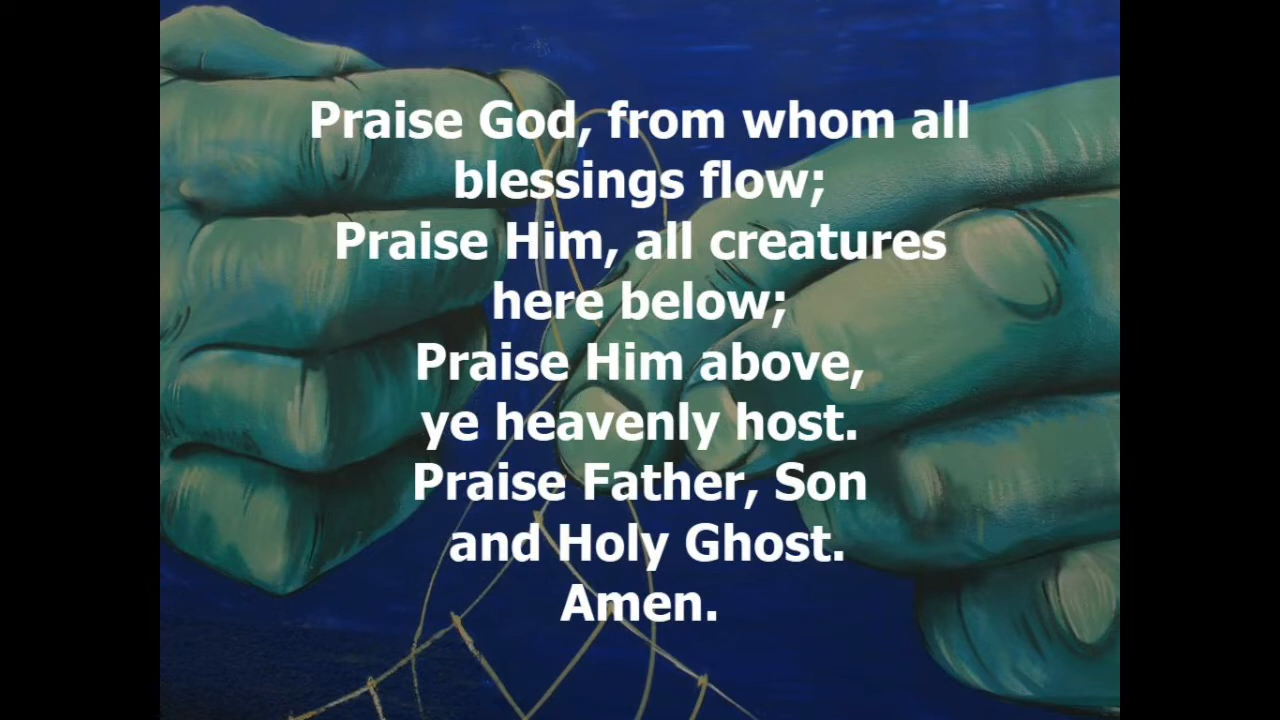 Praise God, from whom all
blessings flow;
Praise Him, all creatures
here below;
Praise Him above,
ye heavenly host.
Praise Father, Son
and Holy Ghost.
Amen.